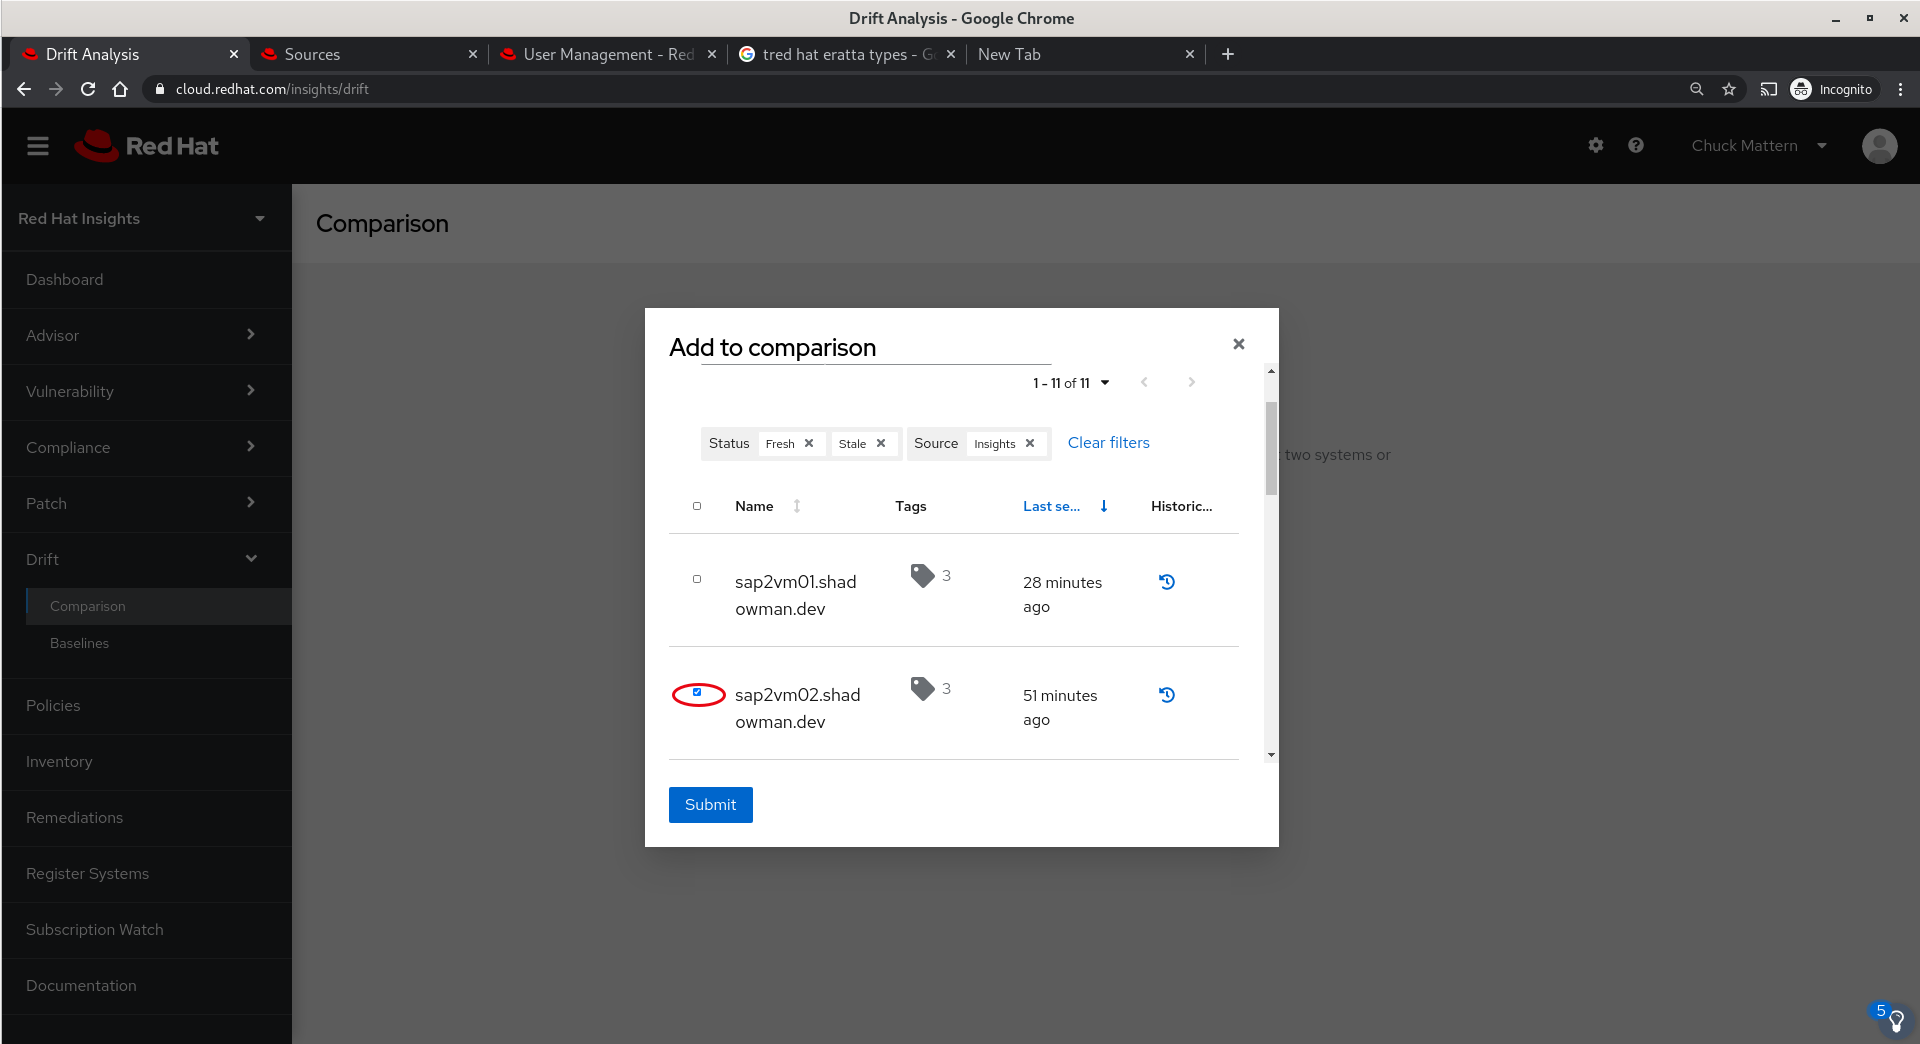 Drift Analysis - Google Chrome
Drift Analysis
Sources
User Management - Red
tred hat eratta types - G
New Tab
cloud.redhat.com/insights/drift
Incognito
Red Hat
Chuck Mattern
Red Hat Insights
Comparison
Dashboard
Advisor
Vulnerability
Compliance
Patch
Drift
Comparison
Baselines
Policies
Inventory
Remediations
Register Systems
Subscription Watch
Documentation
two systems or
Add to comparison
1 - 11 of 11
Status Fresh Stale Source Insights Clear filters
Name Tags Last se... Historic...
sap2vm01.shad
owman.dev
3
28 minutes
ago
sap2vm02.shad
owman.dev
3
51 minutes
ago
Submit
5